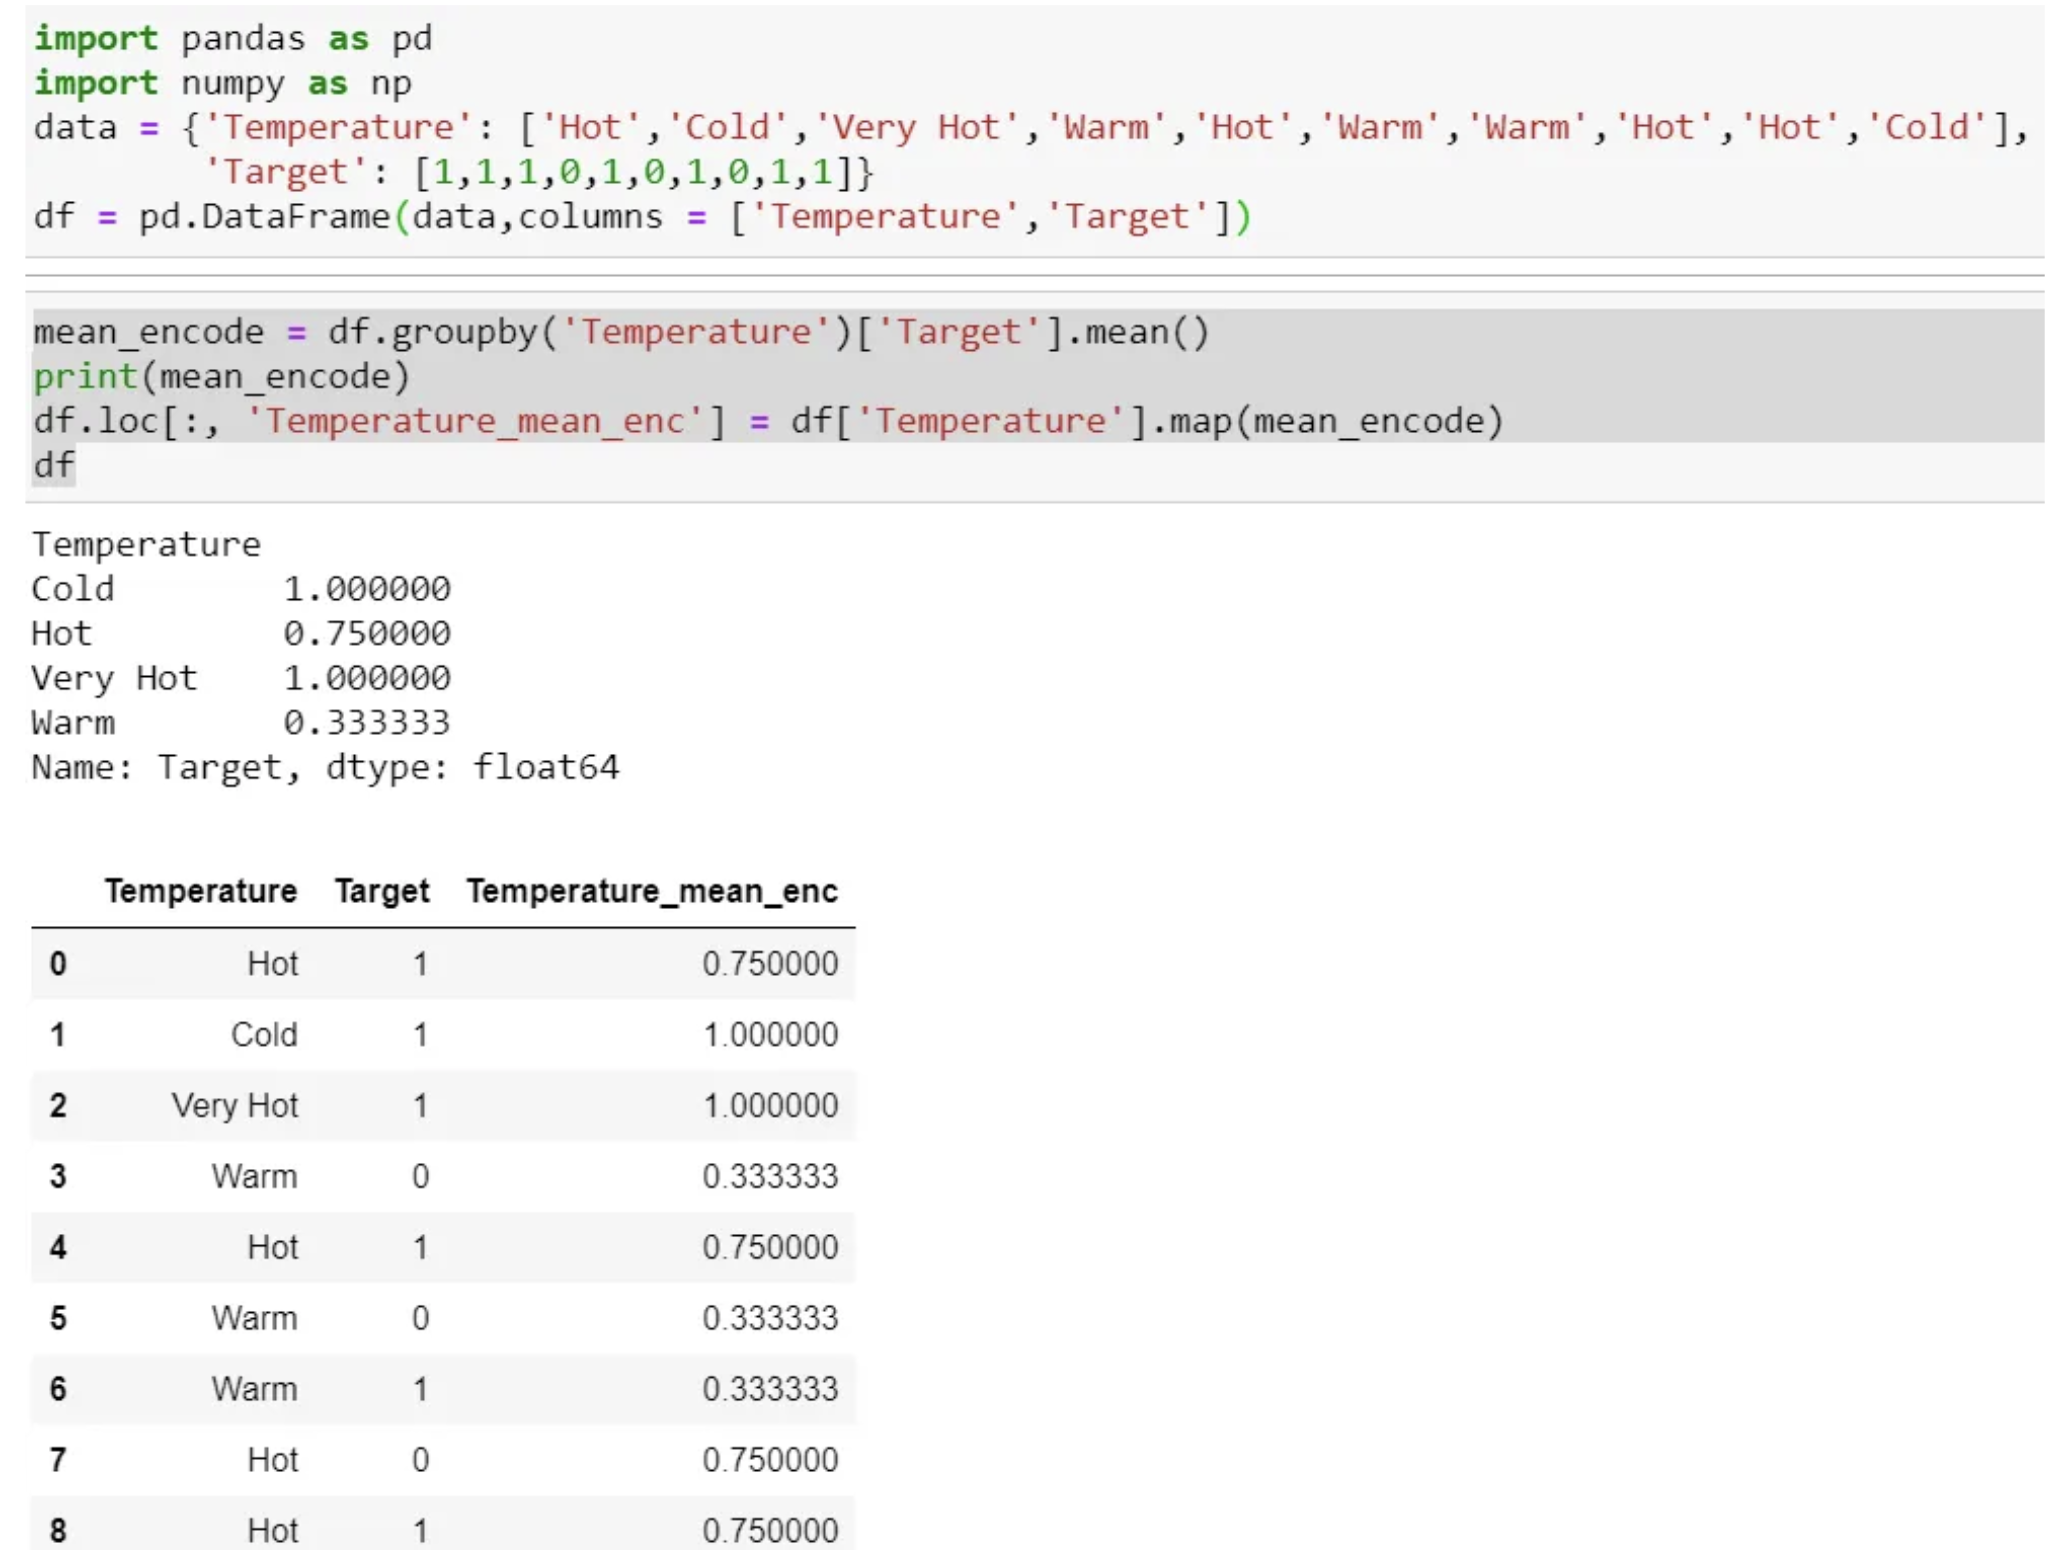 import pandas as pd
import numpy as np
data = {'Temperature': ['Hot','Cold','Very Hot','Warm','Hot','Warm','Warm','Hot','Hot','Cold'],
        'Target': [1,1,1,0,1,0,1,0,1,1]}
df = pd.DataFrame(data,columns = ['Temperature','Target'])
mean_encode = df.groupby('Temperature')['Target'].mean()
print(mean_encode)
df.loc[:, 'Temperature_mean_enc'] = df['Temperature'].map(mean_encode)
df
Temperature
Cold        1.000000
Hot         0.750000
Very Hot    1.000000
Warm        0.333333
Name: Target, dtype: float64
Temperature Target Temperature_mean_enc
0 Hot 1 0.750000
1 Cold 1 1.000000
2 Very Hot 1 1.000000
3 Warm 0 0.333333
4 Hot 1 0.750000
5 Warm 0 0.333333
6 Warm 1 0.333333
7 Hot 0 0.750000
8 Hot 1 0.750000